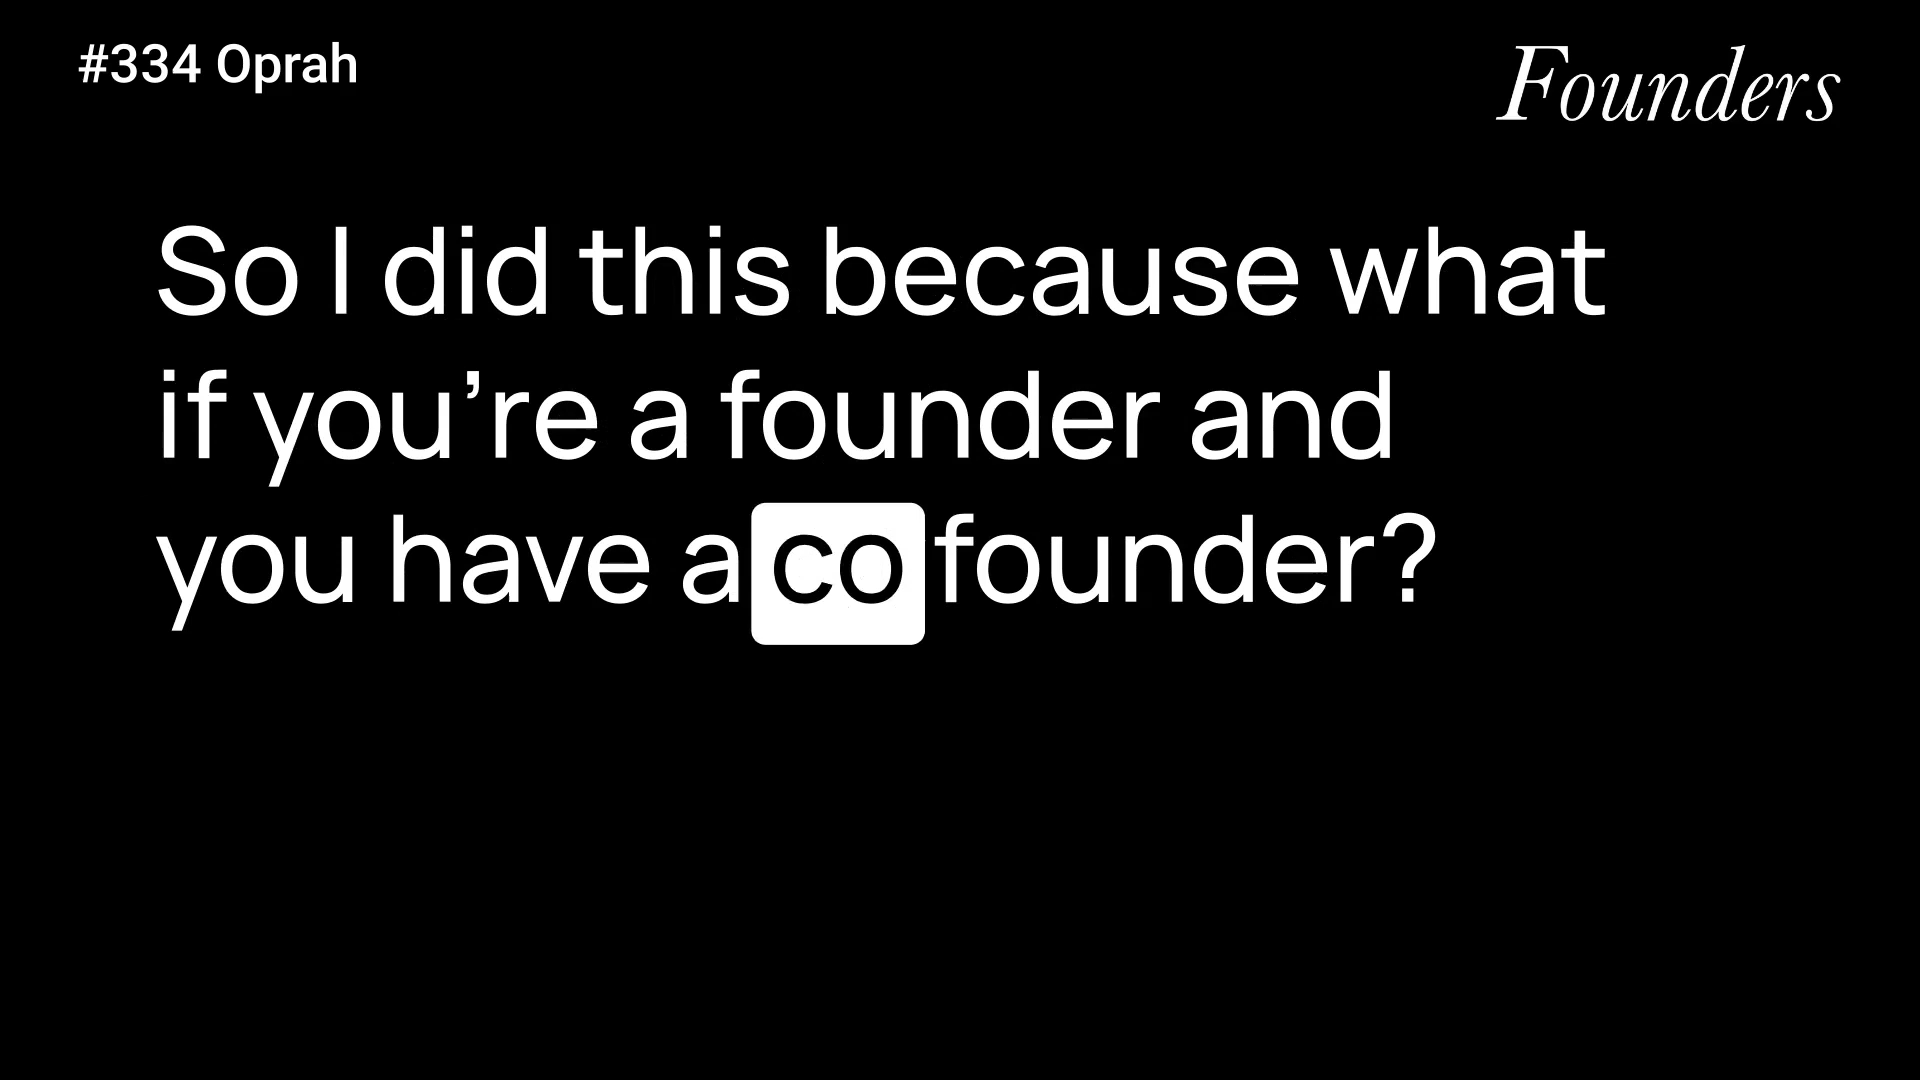 #334 Oprah
Founders
So I did this because what
if you’re a founder and
you have a co founder?